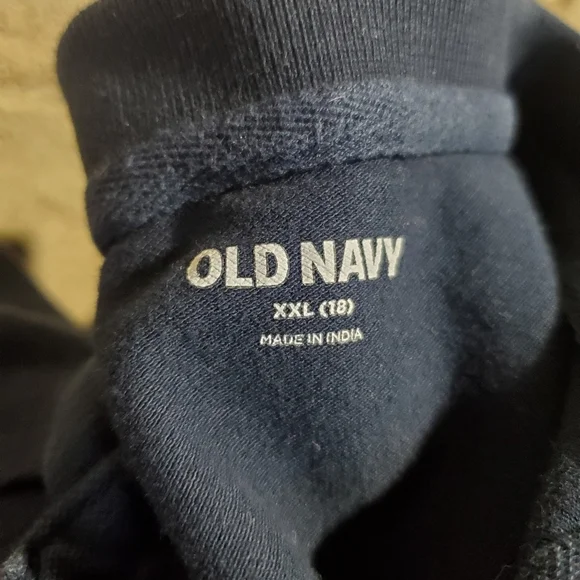 OLD NAVY
XXL (18)
MADE IN INDIA